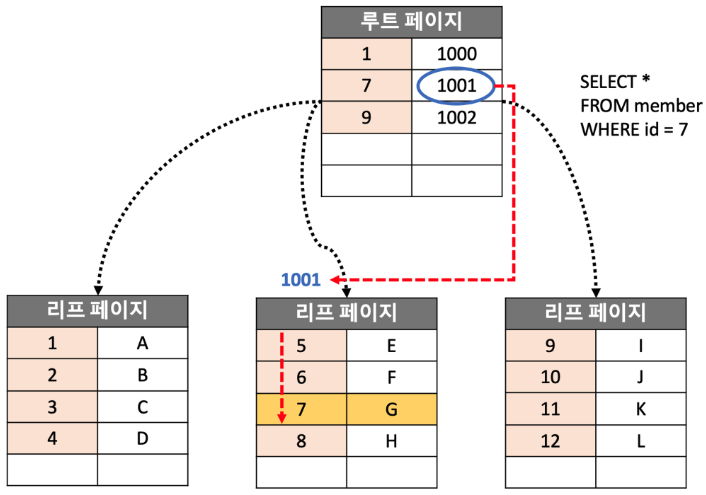 루트 페이지
1 1000
7 1001
9 1002
SELECT *
FROM member
WHERE id = 7
1001
리프 페이지
1 A
2 B
3 C
4 D
리프 페이지
5 E
6 F
7 G
8 H
리프 페이지
9 I
10 J
11 K
12 L